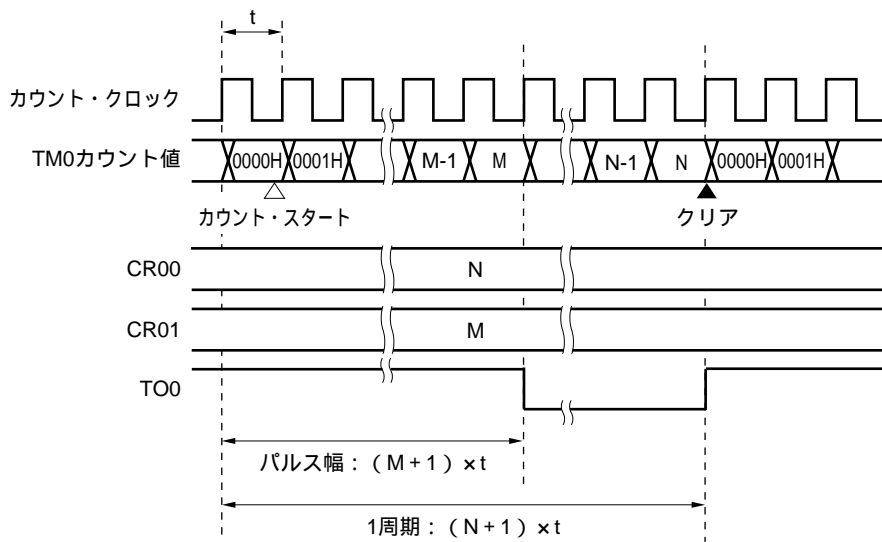 t
カウント・クロック
TM0カウント値
0000H 0001H M-1 M N-1 N 0000H 0001H
カウント・スタート クリア
CR00 N
CR01 M
TO0
パルス幅：（M+1）×t
1周期：（N+1）×t